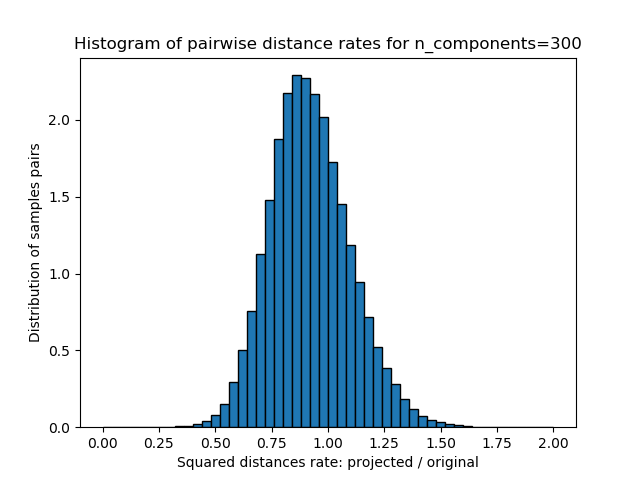 Histogram of pairwise distance rates for n_components=300
Distribution of samples pairs
2.0
1.5
1.0
0.5
0.0
0.00 0.25 0.50 0.75 1.00 1.25 1.50 1.75 2.00
Squared distances rate: projected / original